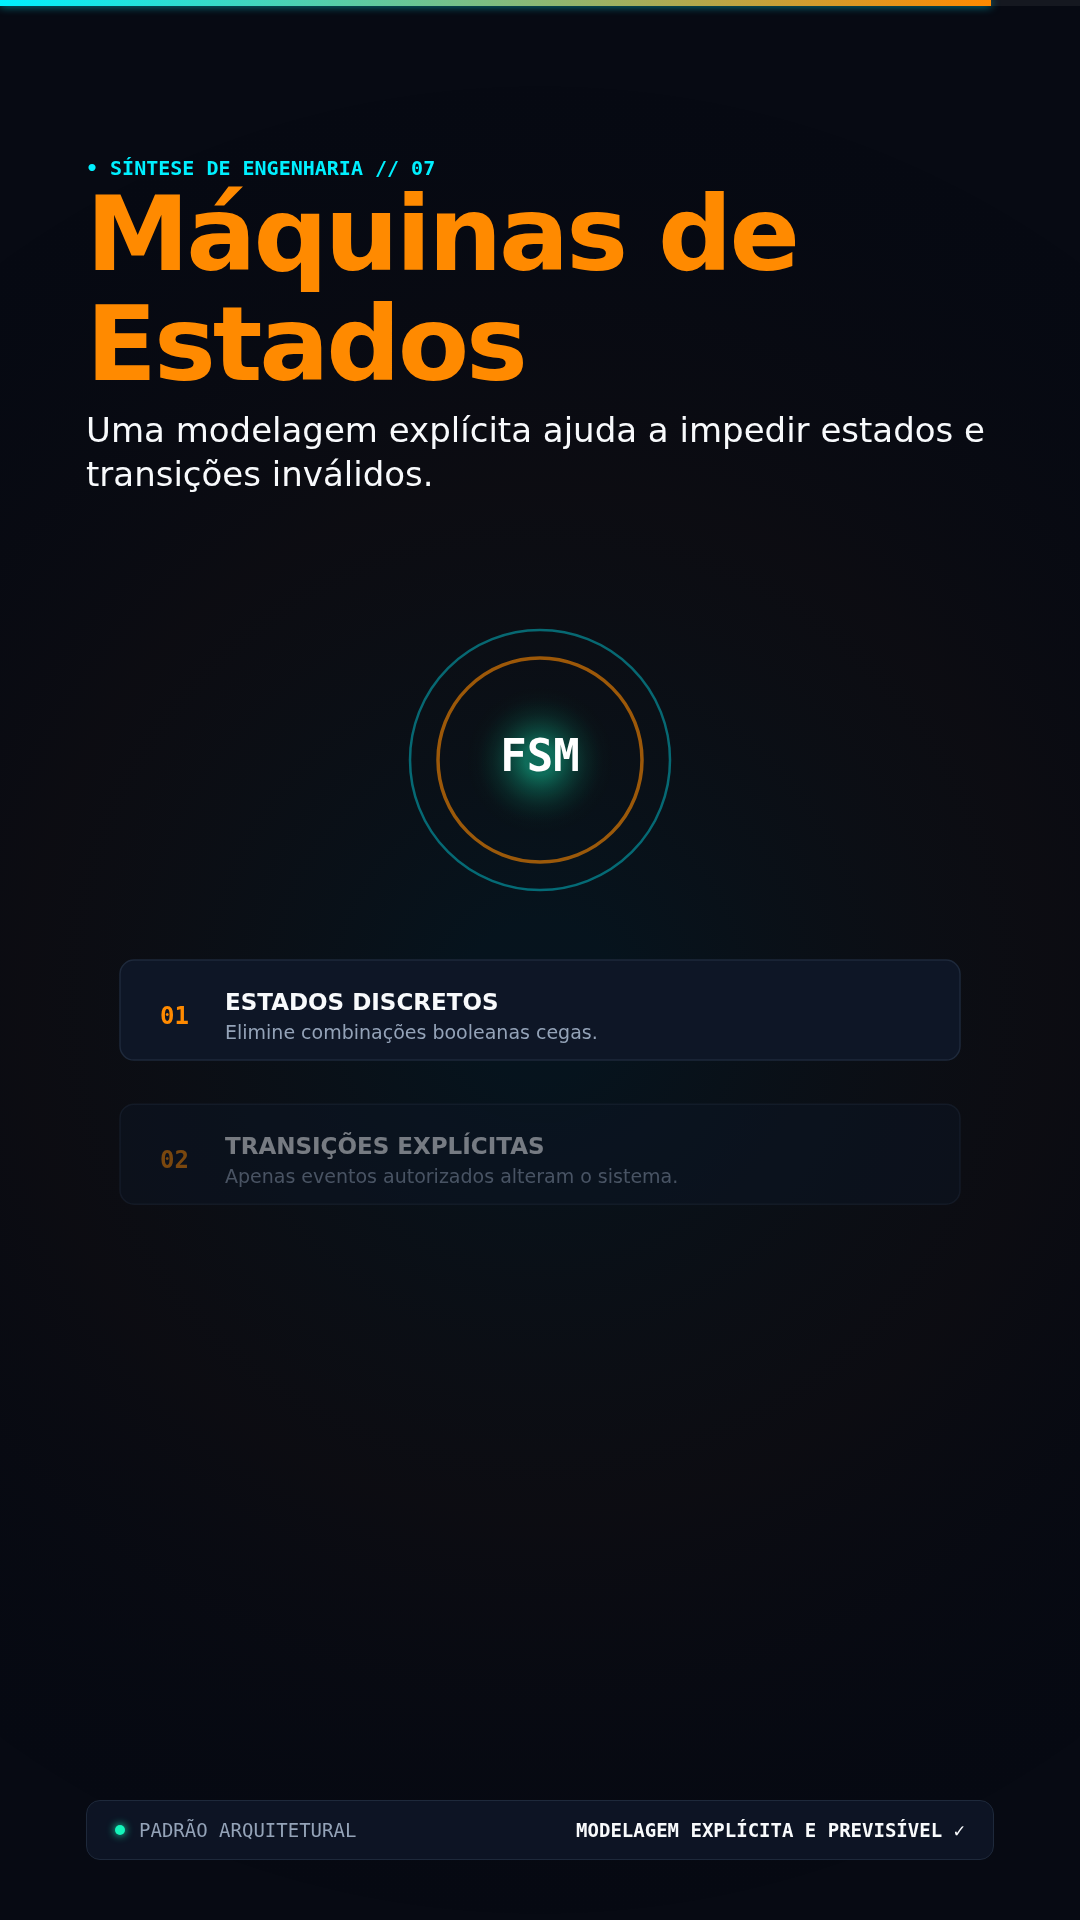 • SÍNTESE DE ENGENHARIA // 07
Máquinas de
Estados
Uma modelagem explícita ajuda a impedir estados e
transições inválidos.
FSM
01
ESTADOS DISCRETOS
Elimine combinações booleanas cegas.
02
TRANSIÇÕES EXPLÍCITAS
Apenas eventos autorizados alteram o sistema.
PADRÃO ARQUITETURAL
MODELAGEM EXPLÍCITA E PREVISÍVEL ✓